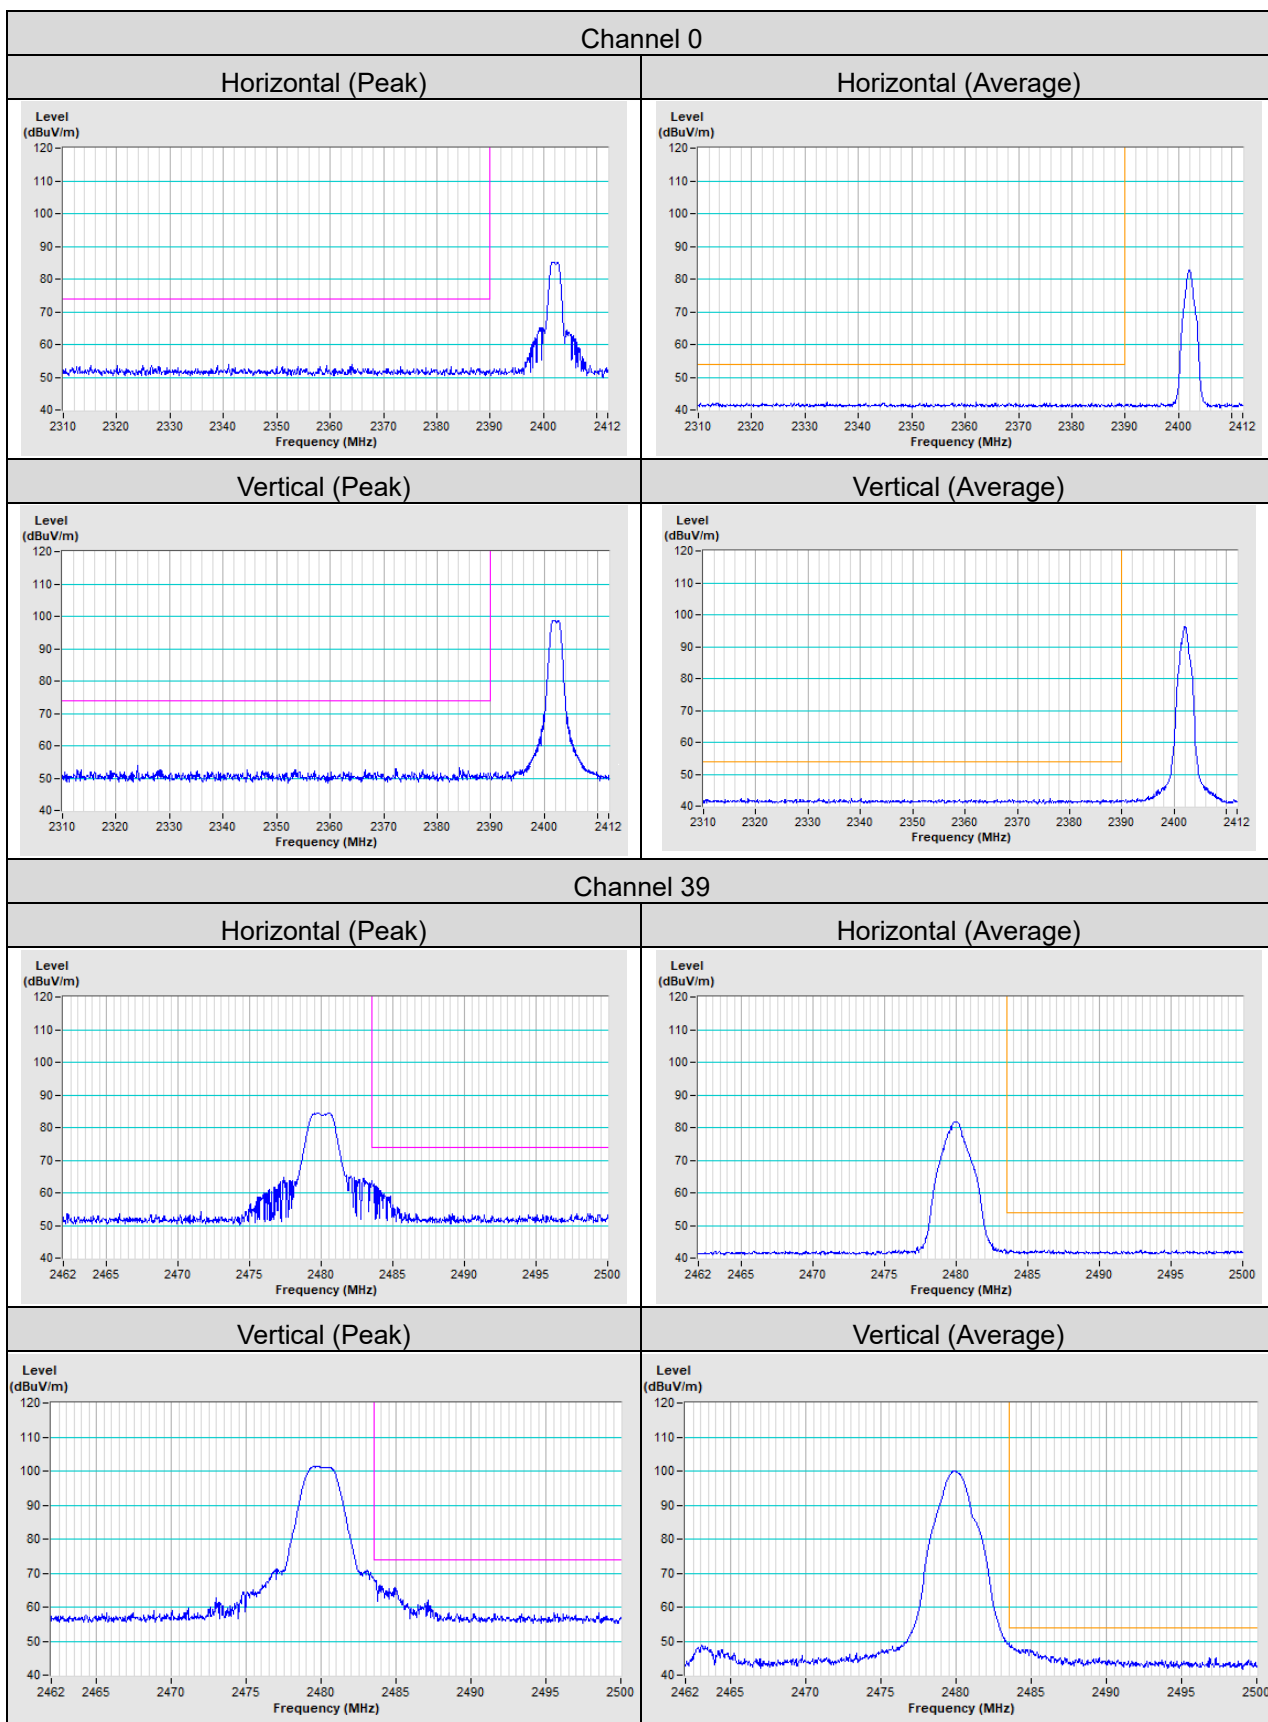 Channel 0
Horizontal (Peak)
Horizontal (Average)
Level
(dBuV/m)
120
110
100
90
80
70
60
50
40
2310 2320 2330 2340 2350 2360 2370 2380 2390 2400 2412
Frequency (MHz)
Level
(dBuV/m)
120
110
100
90
80
70
60
50
40
2310 2320 2330 2340 2350 2360 2370 2380 2390 2400 2412
Frequency (MHz)
Vertical (Peak)
Vertical (Average)
Level
(dBuV/m)
120
110
100
90
80
70
60
50
40
2310 2320 2330 2340 2350 2360 2370 2380 2390 2400 2412
Frequency (MHz)
Level
(dBuV/m)
120
110
100
90
80
70
60
50
40
2310 2320 2330 2340 2350 2360 2370 2380 2390 2400 2412
Frequency (MHz)
Channel 39
Horizontal (Peak)
Horizontal (Average)
Level
(dBuV/m)
120
110
100
90
80
70
60
50
40
2462 2465 2470 2475 2480 2485 2490 2495 2500
Frequency (MHz)
Level
(dBuV/m)
120
110
100
90
80
70
60
50
40
2462 2465 2470 2475 2480 2485 2490 2495 2500
Frequency (MHz)
Vertical (Peak)
Vertical (Average)
Level
(dBuV/m)
120
110
100
90
80
70
60
50
40
2462 2465 2470 2475 2480 2485 2490 2495 2500
Frequency (MHz)
Level
(dBuV/m)
120
110
100
90
80
70
60
50
40
2462 2465 2470 2475 2480 2485 2490 2495 2500
Frequency (MHz)